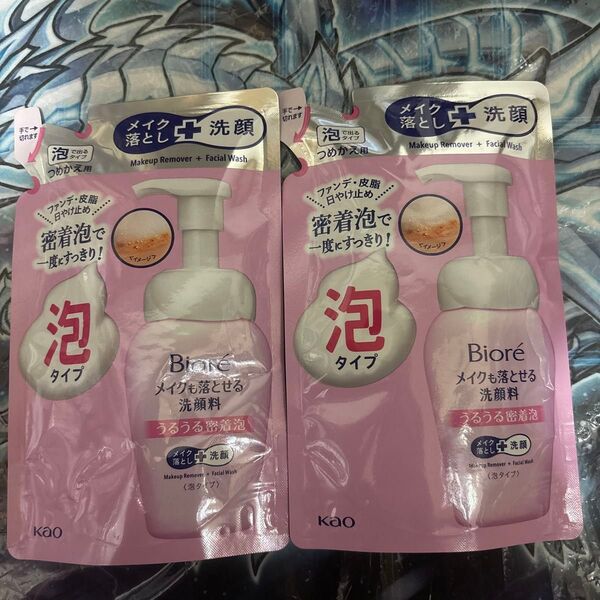 手で→
切れます
メイク
落とし
+
洗顔
Makeup Remover + Facial Wash
泡で出る
タイプ
つめかえ用
ファンデ・皮脂
日やけ止め
密着泡で
一度にすっきり!
イメージ
泡
タイプ
Bioré
メイクも落とせる
洗顔料
うるうる密着泡
メイク
落とし
+
洗顔
Makeup Remover + Facial Wash
(泡タイプ)
Kao
手で→
切れます
メイク
落とし
+
洗顔
Makeup Remover + Facial Wash
泡で出る
タイプ
つめかえ用
ファンデ・皮脂
日やけ止め
密着泡で
一度にすっきり!
イメージ
泡
タイプ
Bioré
メイクも落とせる
洗顔料
うるうる密着泡
メイク
落とし
+
洗顔
Makeup Remover + Facial Wash
(泡タイプ)
Kao